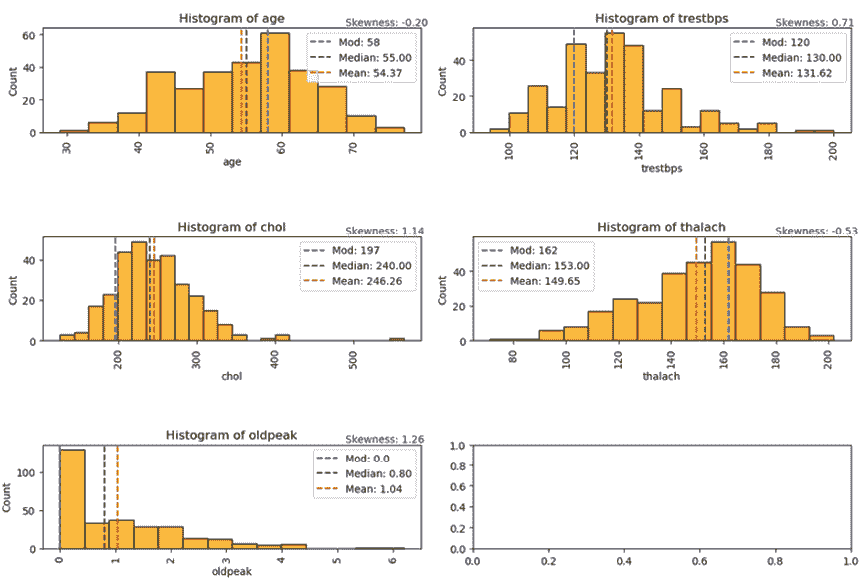 Histogram of age
Skewness: -0.20
Mod: 58
Median: 55.00
Mean: 54.37
Count
60
40
20
0
30 40 50 60 70
age
Histogram of trestbps
Skewness: 0.71
Mod: 120
Median: 130.00
Mean: 131.62
Count
40
20
0
100 120 140 160 180 200
trestbps
Histogram of chol
Skewness: 1.14
Mod: 197
Median: 240.00
Mean: 246.26
Count
40
20
0
200 300 400 500
chol
Histogram of thalach
Skewness: -0.53
Mod: 162
Median: 153.00
Mean: 149.65
Count
40
20
0
80 100 120 140 160 180 200
thalach
Histogram of oldpeak
Skewness: 1.26
Mod: 0.0
Median: 0.80
Mean: 1.04
Count
100
50
0
0 1 2 3 4 5 6
oldpeak
1.0
0.8
0.6
0.4
0.2
0.0
0.0 0.2 0.4 0.6 0.8 1.0